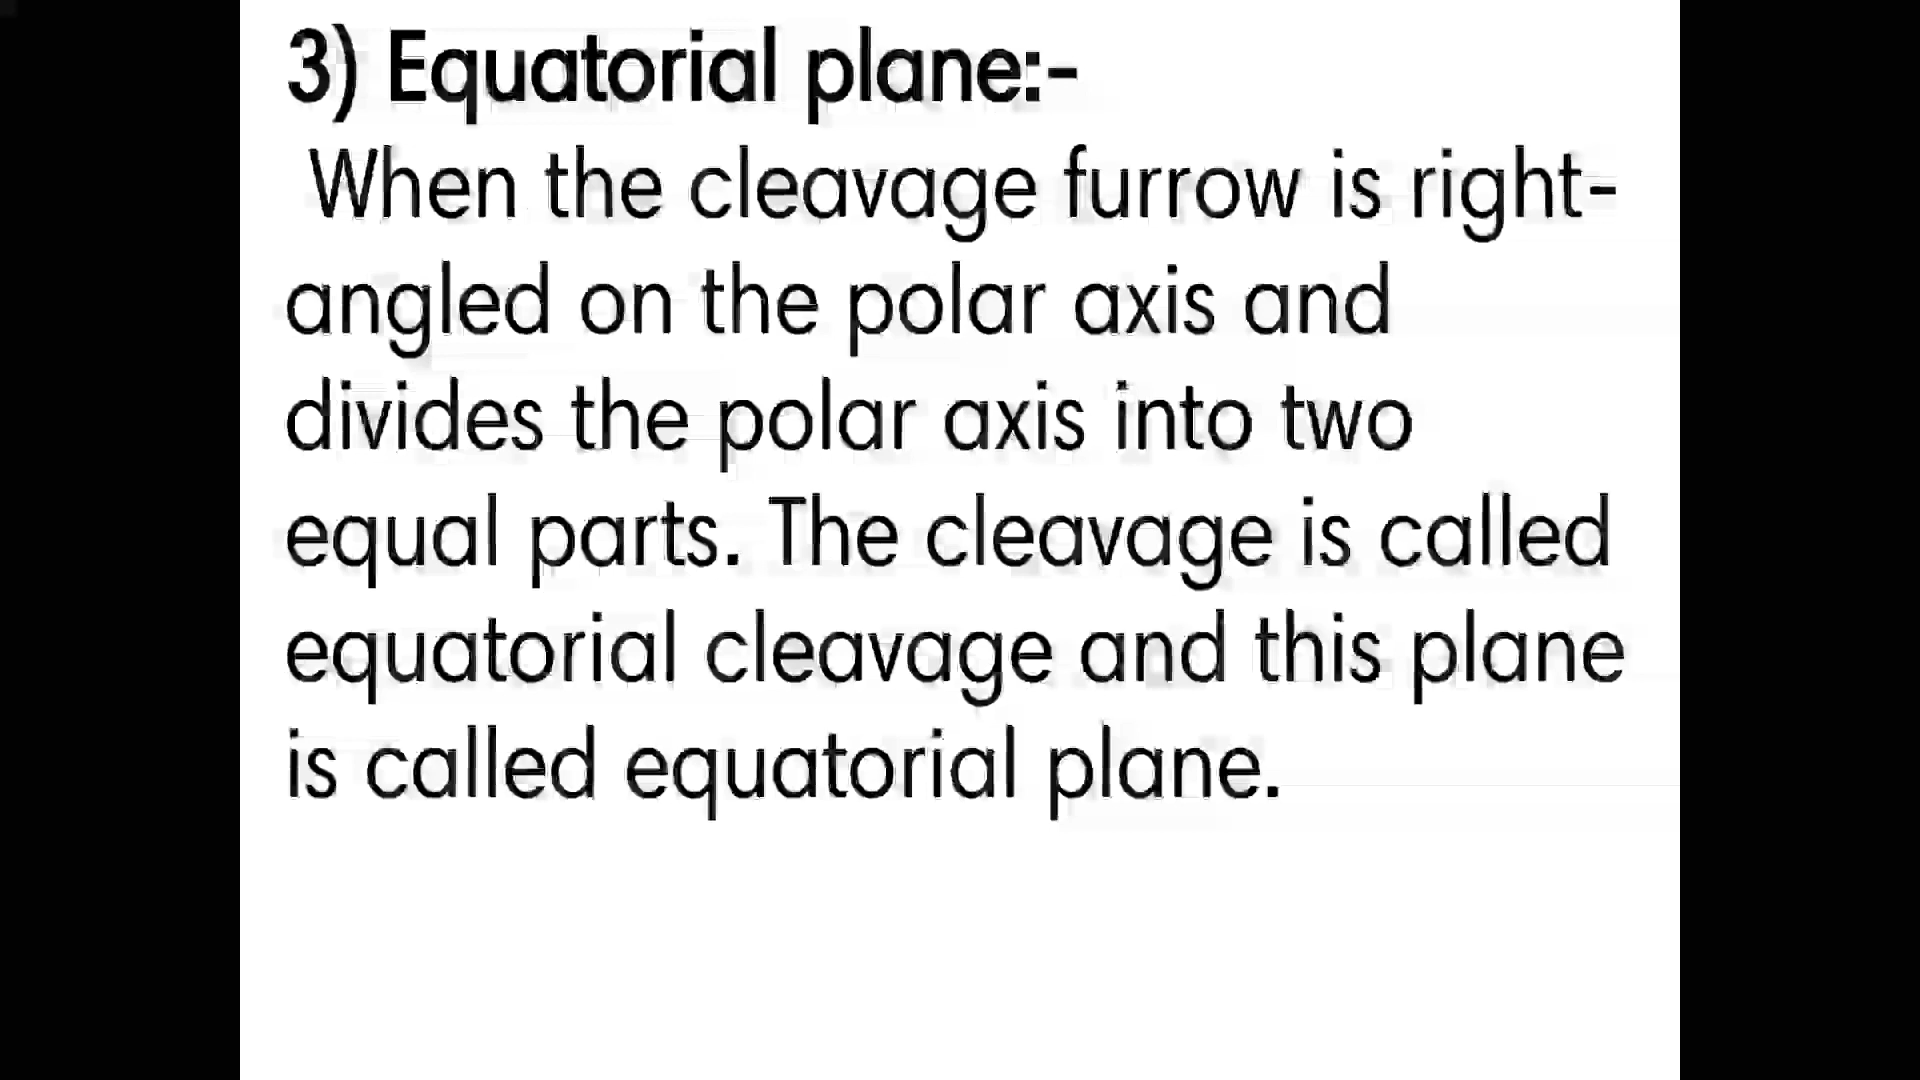 3) Equatorial plane:-
When the cleavage furrow is right-
angled on the polar axis and
divides the polar axis into two
equal parts. The cleavage is called
equatorial cleavage and this plane
is called equatorial plane.